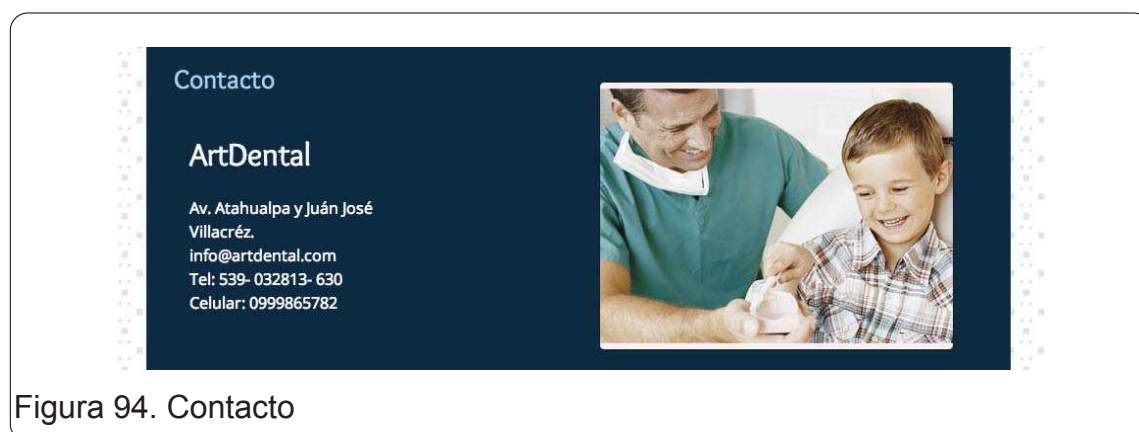 Contacto
ArtDental
Av. Atahualpa y Juán José
Villacréz.
info@artdental.com
Tel: 539- 032813- 630
Celular: 0999865782
Figura 94. Contacto